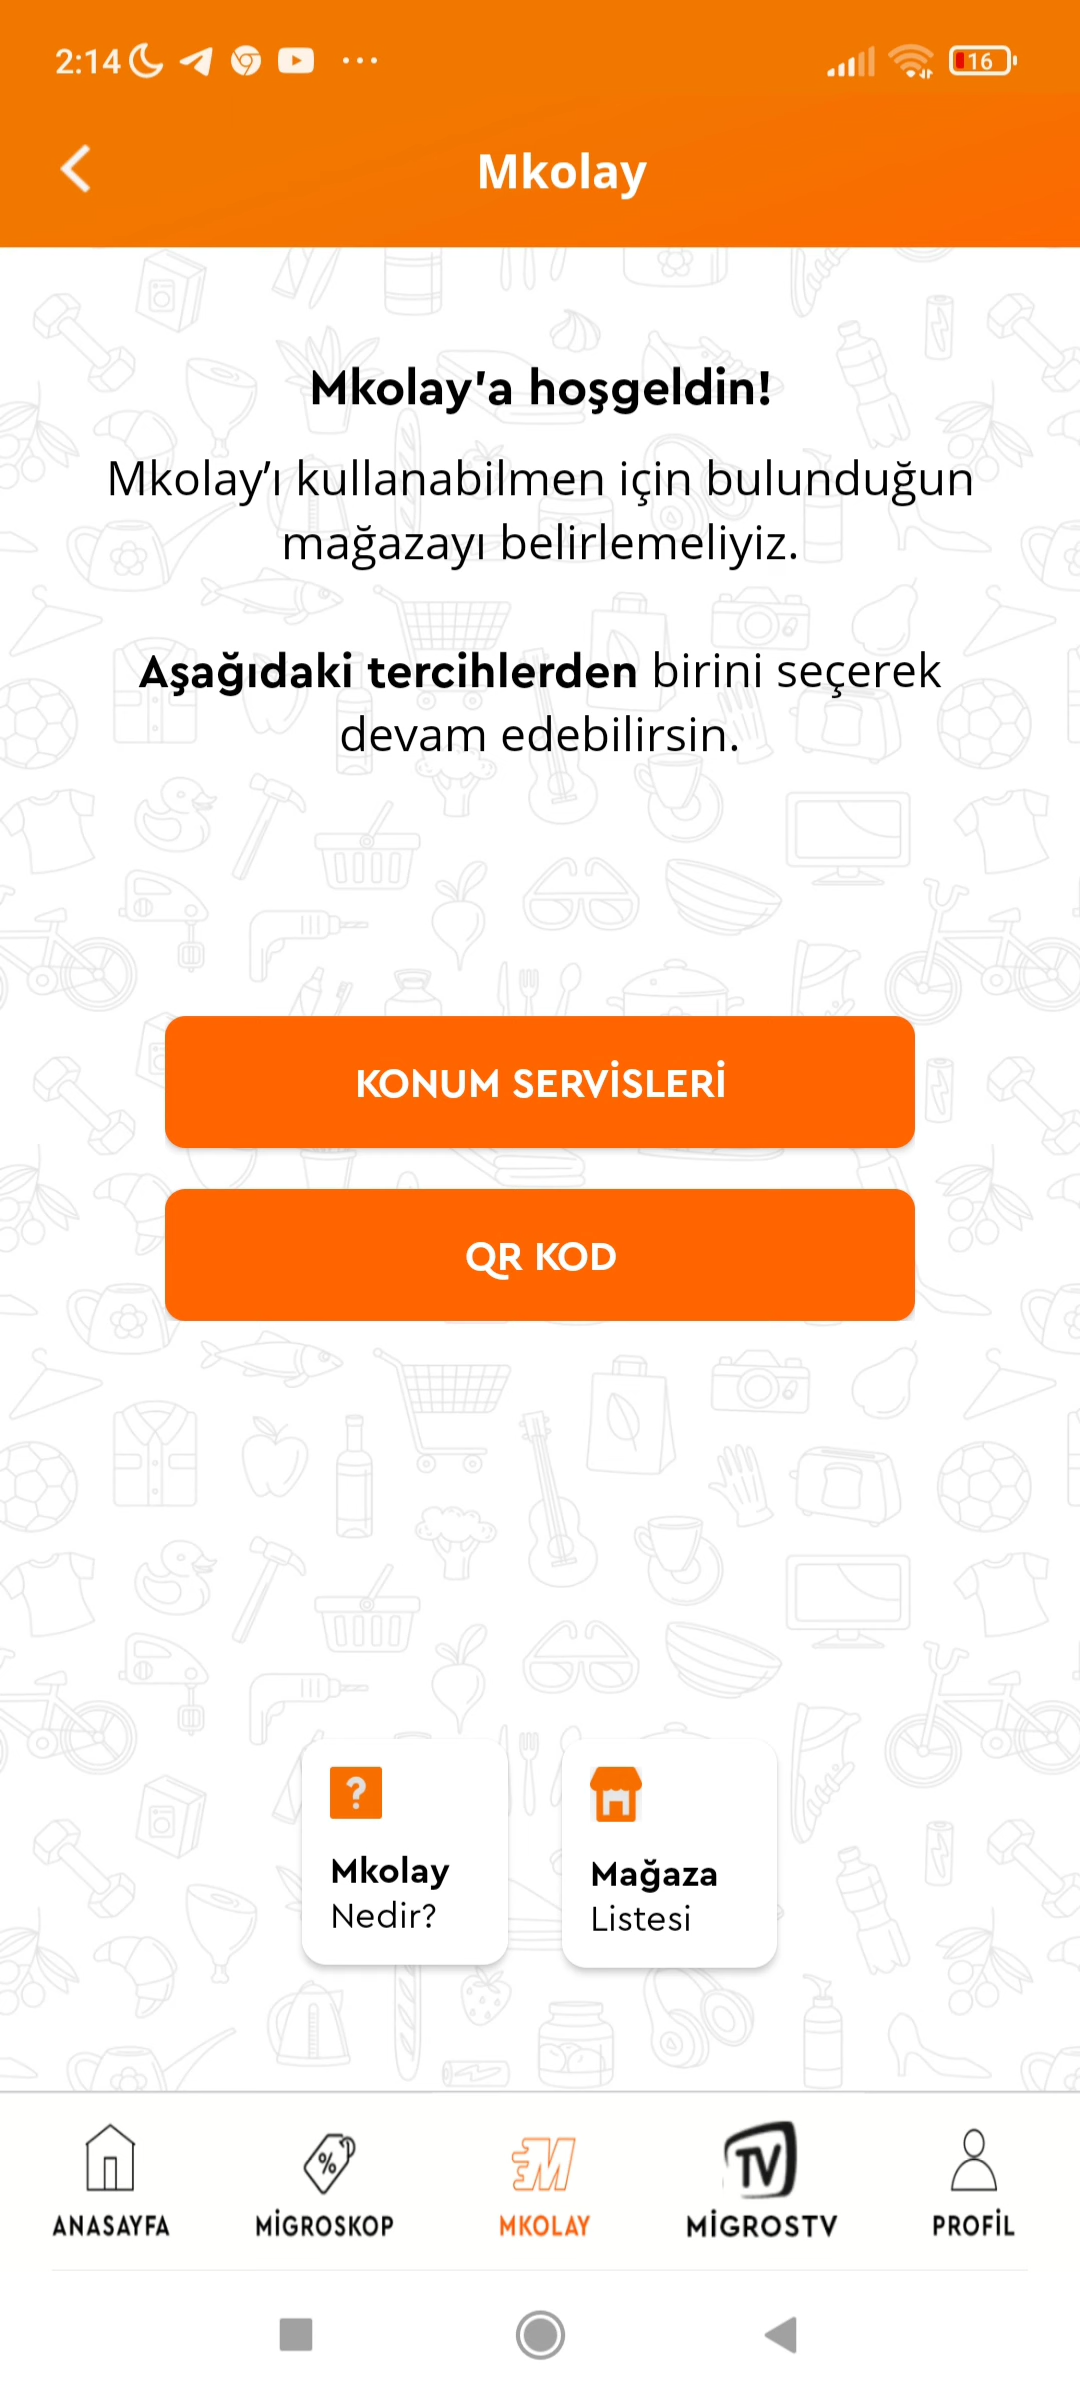 2:14
16
Mkolay
Mkolay'a hoşgeldin!
Mkolay'ı kullanabilmen için bulunduğun
mağazayı belirlemeliyiz.
Aşağıdaki tercihlerden birini seçerek
devam edebilirsin.
KONUM SERVİSLERİ
QR KOD
?
Mkolay
Nedir?
Mağaza
Listesi
%
M
TV
ANASAYFA
MİGROSKOP
MKOLAY
MİGROSTV
PROFİL